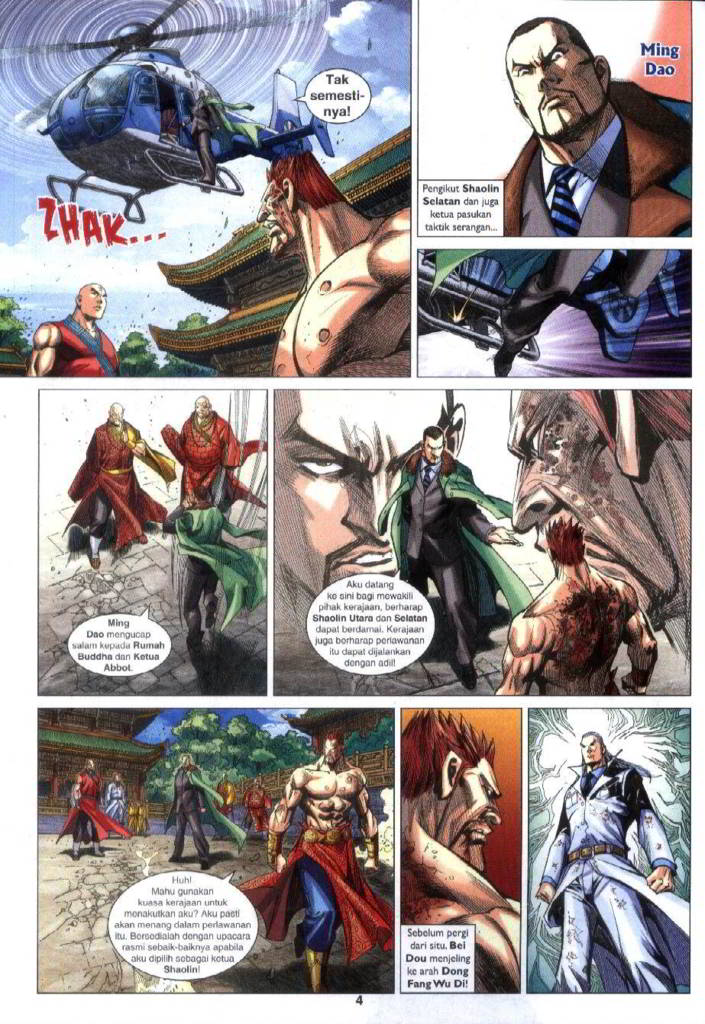 Tak
semesti-
nya!
ZHAK...
Ming
Dao
Pengikut Shaolin
Selatan dan juga
ketua pasukan
taktik serangan...
Ming
Dao mengucap
salam kepada Rumah
Buddha dan Ketua
Abbot.
Aku datang
ke sini bagi mewakili
pihak kerajaan, berharap
Shaolin Utara dan Selatan
dapat berdamai. Kerajaan
juga berharap perlawanan
itu dapat dijalankan
dengan adil!
Huh!
Mahu gunakan
kuasa kerajaan untuk
menakutkan aku? Aku pasti
akan menang dalam perlawanan
itu. Bersedialah dengan upacara
rasmi sebaik-baiknya apabila
aku dipilih sebagai ketua
Shaolin!
Sebelum pergi
dari situ, Bei
Dou menjeling
ke arah Dong
Fang Wu Di!
4